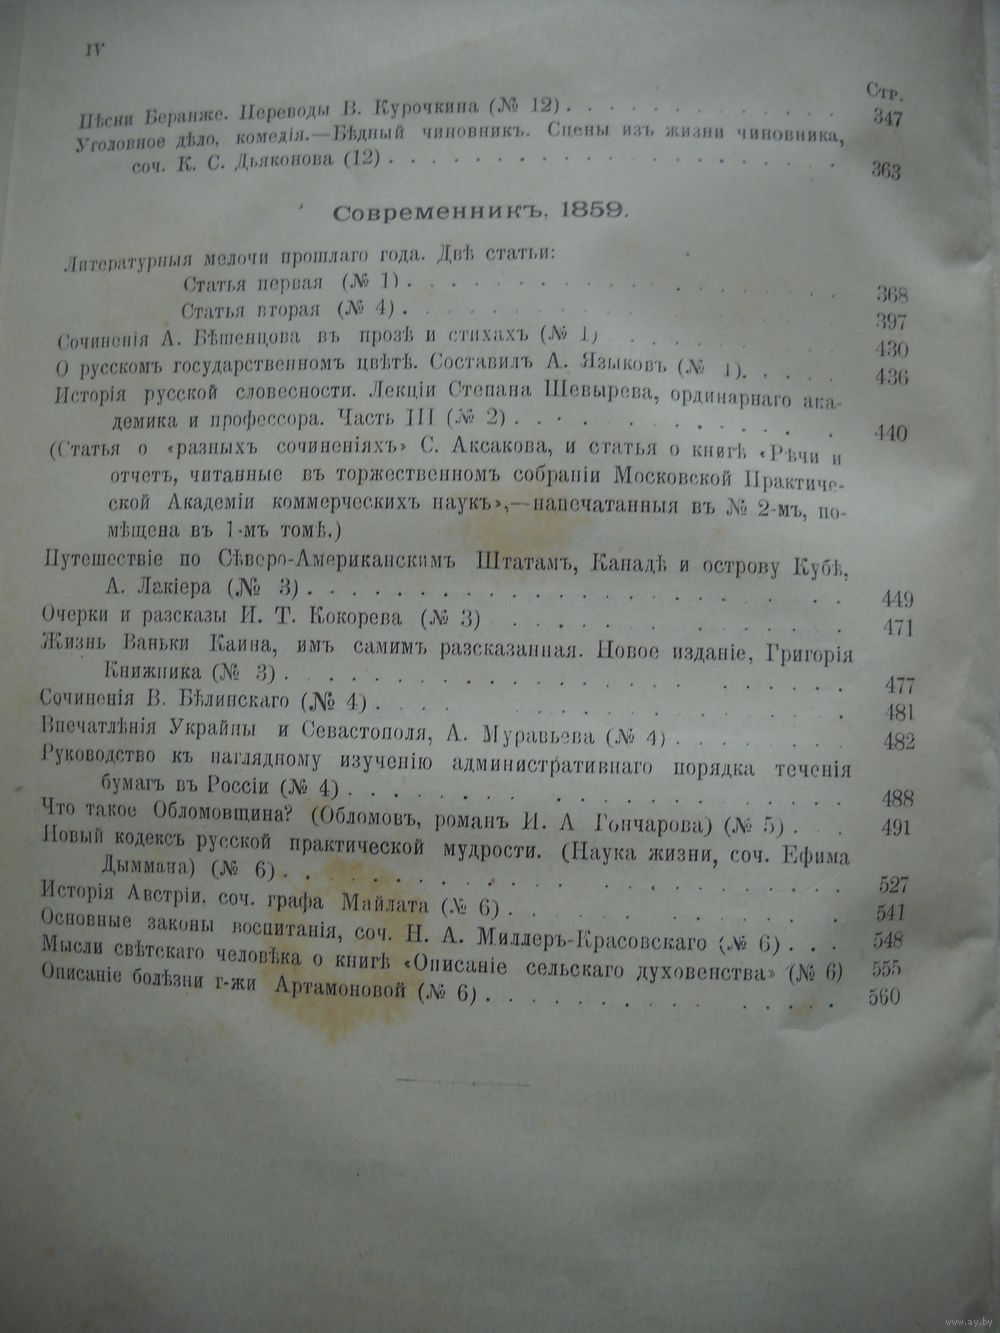 IV
Стр.
Пѣсни Беранже. Переводы В. Курочкина (№ 12) . . . . . . . . . . 347
Уголовное дѣло, комедія.—Бѣдный чиновникъ. Сцены изъ жизни чиновника,
соч. К. С. Дьяконова (12) . . . . . . . . . . . . . . . . 363
Современникъ, 1859.
Литературныя мелочи прошлаго года. Двѣ статьи:
Статья первая (№ 1) . . . . . . . . . . . . . . 368
Статья вторая (№ 4) . . . . . . . . . . . . . . 397
Сочиненія А. Бѣшенцова въ прозѣ и стихахъ (№ 1) . . . . . . 430
О русскомъ государственномъ цвѣтѣ. Составилъ А. Языковъ (№ 1). . . . . 436
Исторія русской словесности. Лекціи Степана Шевырева, ординарнаго ака-
демика и профессора. Часть III (№ 2) . . . . . . . . . . . 440
(Статья о «разныхъ сочиненіяхъ» С. Аксакова, и статья о книгѣ «Рѣчи и
отчетъ, читанные въ торжественномъ собраніи Московской Практиче-
ской Академіи коммерческихъ наукъ»,—напечатанныя въ № 2-мъ, по-
мѣщена въ 1-мъ томѣ.)
Путешествіе по Сѣверо-Американскимъ Штатамъ, Канадѣ и острову Кубѣ,
А. Лакіера (№ 3) . . . . . . . . . . . . . . . . . . 449
Очерки и разсказы И. Т. Кокорева (№ 3) . . . . . . . . . . 471
Жизнь Ваньки Каина, имъ самимъ разсказанная. Новое изданіе, Григорія
Книжника (№ 3) . . . . . . . . . . . . . . . . . . . 477
Сочиненія В. Бѣлинскаго (№ 4) . . . . . . . . . . . . . . 481
Впечатлѣнія Украйны и Севастополя, А. Муравьева (№ 4) . . . . . . 482
Руководство къ наглядному изученію административнаго порядка теченія
бумагъ въ Россіи (№ 4) . . . . . . . . . . . . . . . . . 488
Что такое Обломовщина? (Обломовъ, романъ И. А Гончарова) (№ 5) . . . 491
Новый кодексъ русской практической мудрости. (Наука жизни, соч. Ефима
Дыммана) (№ 6) . . . . . . . . . . . . . . . . . . . 527
Исторія Австріи, соч. графа Майлата (№ 6) . . . . . . . . . . . 541
Основные законы воспитанія, соч. Н. А. Миллеръ-Красовскаго (№ 6) . . . 548
Мысли свѣтскаго человѣка о книгѣ «Описаніе сельскаго духовенства» (№ 6) 555
Описаніе болѣзни г-жи Артамоновой (№ 6) . . . . . . . . . . . . 560
www.ay.by